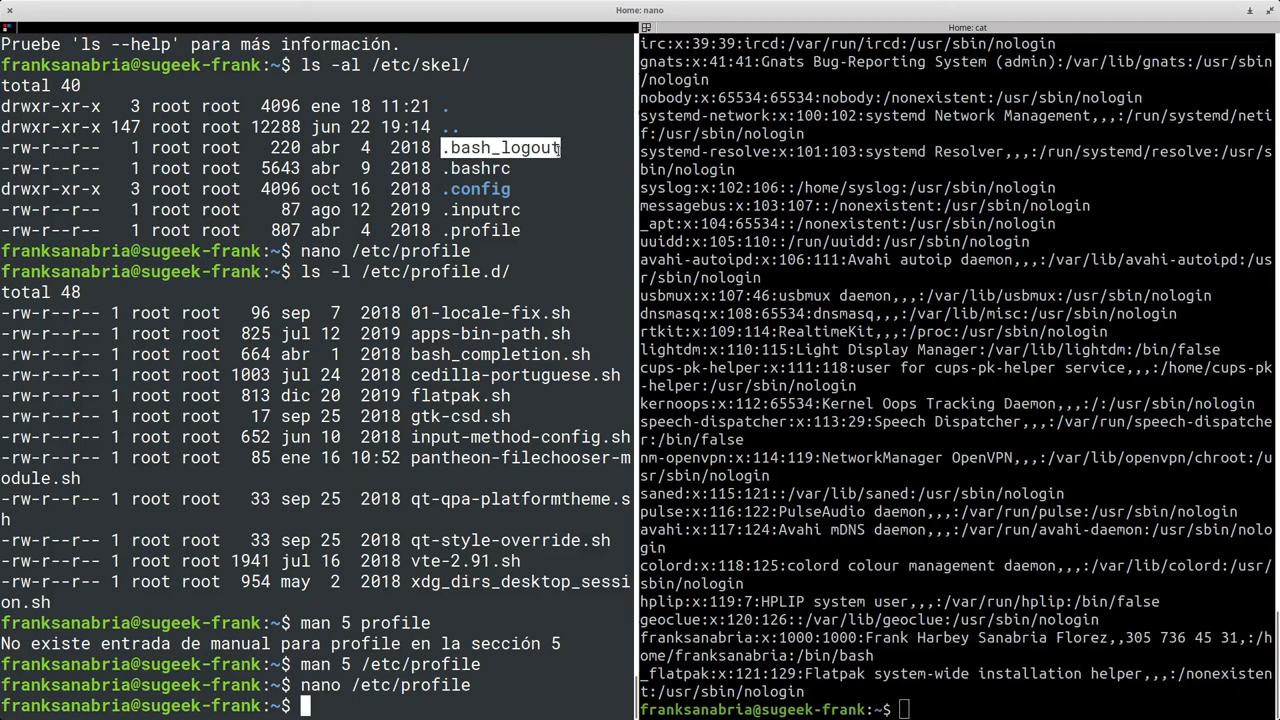 Home: nano
Pruebe 'ls --help' para más información.
franksanabria@sugeek-frank:~$ ls -al /etc/skel/
total 40
drwxr-xr-x   3 root root  4096 ene 18 11:21 .
drwxr-xr-x 147 root root 12288 jun 22 19:14 ..
-rw-r--r--   1 root root   220 abr  4  2018 .bash_logout
-rw-r--r--   1 root root  5643 abr  9  2018 .bashrc
drwxr-xr-x   3 root root  4096 oct 16  2018 .config
-rw-r--r--   1 root root    87 ago 12  2019 .inputrc
-rw-r--r--   1 root root   807 abr  4  2018 .profile
franksanabria@sugeek-frank:~$ nano /etc/profile
franksanabria@sugeek-frank:~$ ls -l /etc/profile.d/
total 48
-rw-r--r-- 1 root root   96 sep  7  2018 01-locale-fix.sh
-rw-r--r-- 1 root root  825 jul 12  2019 apps-bin-path.sh
-rw-r--r-- 1 root root  664 abr  1  2018 bash_completion.sh
-rw-r--r-- 1 root root 1003 jul 24  2018 cedilla-portuguese.sh
-rw-r--r-- 1 root root  813 dic 20  2019 flatpak.sh
-rw-r--r-- 1 root root   17 sep 25  2018 gtk-csd.sh
-rw-r--r-- 1 root root  652 jun 10  2018 input-method-config.sh
-rw-r--r-- 1 root root   85 ene 16 10:52 pantheon-filechooser-m
odule.sh
-rw-r--r-- 1 root root   33 sep 25  2018 qt-qpa-platformtheme.s
h
-rw-r--r-- 1 root root   33 sep 25  2018 qt-style-override.sh
-rw-r--r-- 1 root root 1941 jul 16  2018 vte-2.91.sh
-rw-r--r-- 1 root root  954 may  2  2018 xdg_dirs_desktop_sessi
on.sh
franksanabria@sugeek-frank:~$ man 5 profile
No existe entrada de manual para profile en la sección 5
franksanabria@sugeek-frank:~$ man 5 /etc/profile
franksanabria@sugeek-frank:~$ nano /etc/profile
franksanabria@sugeek-frank:~$
Home: cat
irc:x:39:39:ircd:/var/run/ircd:/usr/sbin/nologin
gnats:x:41:41:Gnats Bug-Reporting System (admin):/var/lib/gnats:/usr/sbin
/nologin
nobody:x:65534:65534:nobody:/nonexistent:/usr/sbin/nologin
systemd-network:x:100:102:systemd Network Management,,,:/run/systemd/neti
f:/usr/sbin/nologin
systemd-resolve:x:101:103:systemd Resolver,,,:/run/systemd/resolve:/usr/s
bin/nologin
syslog:x:102:106::/home/syslog:/usr/sbin/nologin
messagebus:x:103:107::/nonexistent:/usr/sbin/nologin
_apt:x:104:65534::/nonexistent:/usr/sbin/nologin
uuidd:x:105:110::/run/uuidd:/usr/sbin/nologin
avahi-autoipd:x:106:111:Avahi autoip daemon,,,:/var/lib/avahi-autoipd:/us
r/sbin/nologin
usbmux:x:107:46:usbmux daemon,,,:/var/lib/usbmux:/usr/sbin/nologin
dnsmasq:x:108:65534:dnsmasq,,,:/var/lib/misc:/usr/sbin/nologin
rtkit:x:109:114:RealtimeKit,,,:/proc:/usr/sbin/nologin
lightdm:x:110:115:Light Display Manager:/var/lib/lightdm:/bin/false
cups-pk-helper:x:111:118:user for cups-pk-helper service,,,:/home/cups-pk
-helper:/usr/sbin/nologin
kernoops:x:112:65534:Kernel Oops Tracking Daemon,,,:/:/usr/sbin/nologin
speech-dispatcher:x:113:29:Speech Dispatcher,,,:/var/run/speech-dispatche
r:/bin/false
nm-openvpn:x:114:119:NetworkManager OpenVPN,,,:/var/lib/openvpn/chroot:/u
sr/sbin/nologin
saned:x:115:121::/var/lib/saned:/usr/sbin/nologin
pulse:x:116:122:PulseAudio daemon,,,:/var/run/pulse:/usr/sbin/nologin
avahi:x:117:124:Avahi mDNS daemon,,,:/var/run/avahi-daemon:/usr/sbin/nolo
gin
colord:x:118:125:colord colour management daemon,,,:/var/lib/colord:/usr/
sbin/nologin
hplip:x:119:7:HPLIP system user,,,:/var/run/hplip:/bin/false
geoclue:x:120:126::/var/lib/geoclue:/usr/sbin/nologin
franksanabria:x:1000:1000:Frank Harbey Sanabria Florez,,305 736 45 31,:/h
ome/franksanabria:/bin/bash
_flatpak:x:121:129:Flatpak system-wide installation helper,,,:/nonexisten
t:/usr/sbin/nologin
franksanabria@sugeek-frank:~$